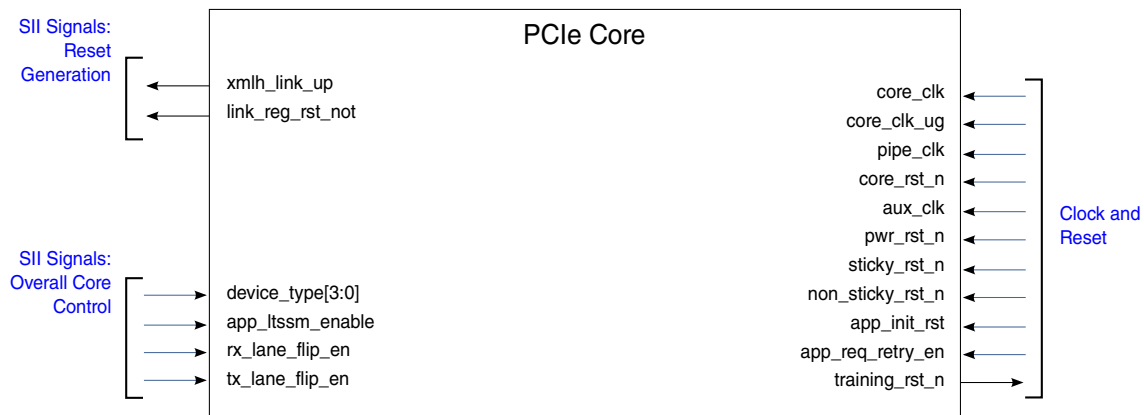 SII Signals:
Reset
Generation
PCIe Core
xmlh_link_up
link_reg_rst_not
SII Signals:
Overall Core
Control
device_type[3:0]
app_ltssm_enable
rx_lane_flip_en
tx_lane_flip_en
core_clk
core_clk_ug
pipe_clk
core_rst_n
aux_clk
pwr_rst_n
sticky_rst_n
non_sticky_rst_n
app_init_rst
app_req_retry_en
training_rst_n
Clock and
Reset